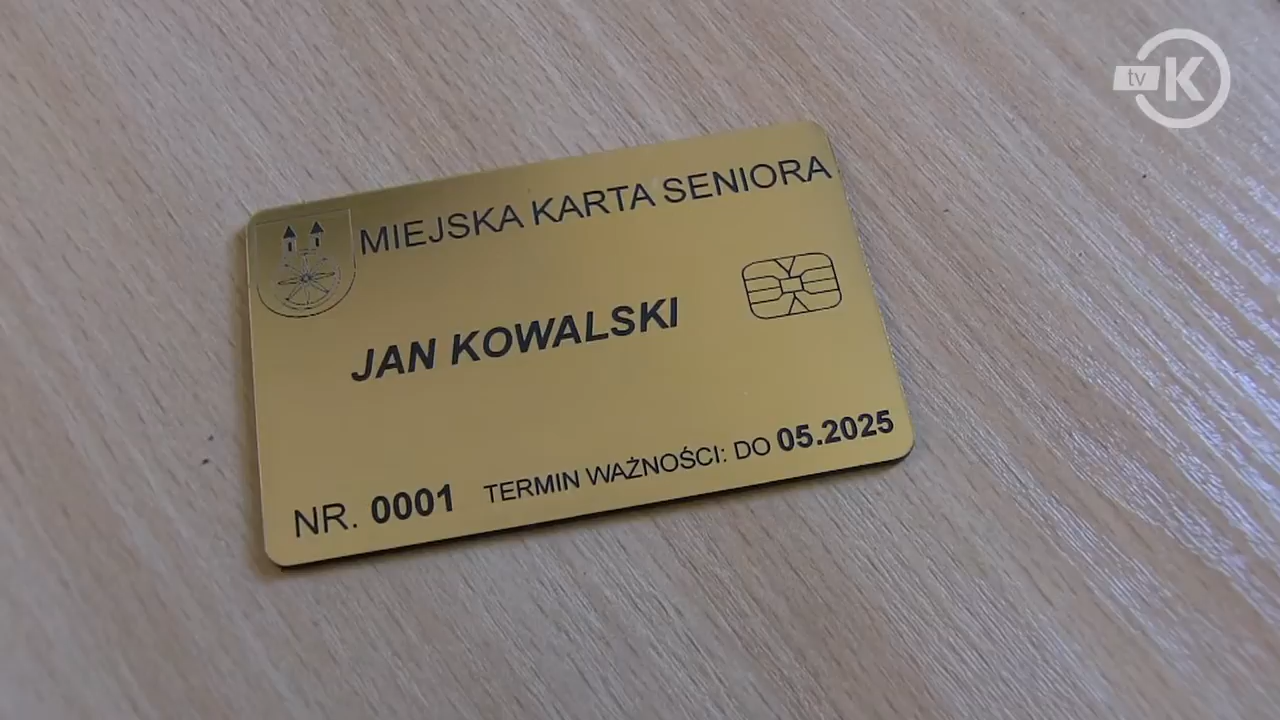 tv K
MIEJSKA KARTA SENIORA
JAN KOWALSKI
NR. 0001 TERMIN WAŻNOŚCI: DO 05.2025